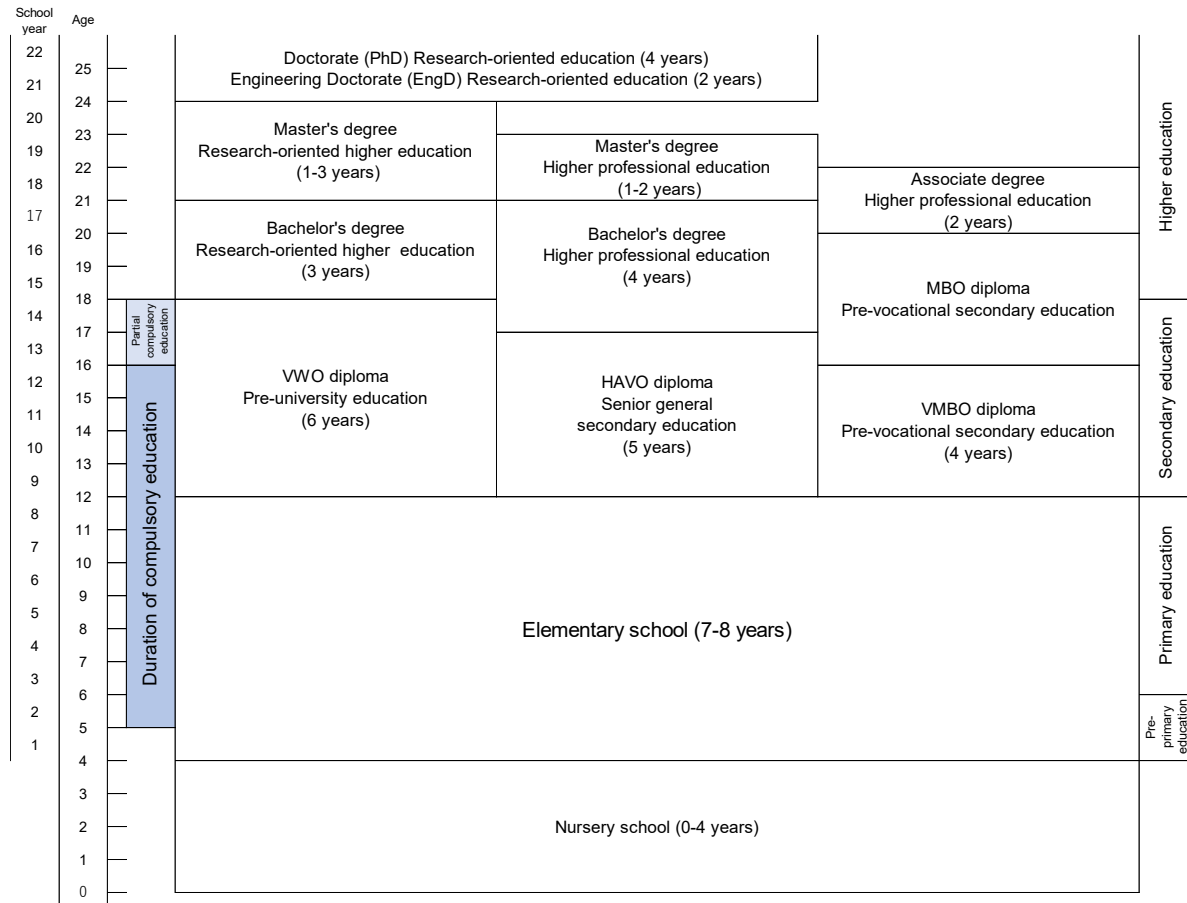 School
year
Age
22
21
20
19
18
17
16
15
14
13
12
11
10
9
8
7
6
5
4
3
2
1
25
24
23
22
21
20
19
18
17
16
15
14
13
12
11
10
9
8
7
6
5
4
3
2
1
0
Partial
compulsory
education
Duration of compulsory education
Doctorate (PhD) Research-oriented education (4 years)
Engineering Doctorate (EngD) Research-oriented education (2 years)
Master's degree
Research-oriented higher education
(1-3 years)
Master's degree
Higher professional education
(1-2 years)
Associate degree
Higher professional education
(2 years)
Bachelor's degree
Research-oriented higher education
(3 years)
Bachelor's degree
Higher professional education
(4 years)
MBO diploma
Pre-vocational secondary education
VWO diploma
Pre-university education
(6 years)
HAVO diploma
Senior general
secondary education
(5 years)
VMBO diploma
Pre-vocational secondary education
(4 years)
Elementary school (7-8 years)
Nursery school (0-4 years)
Higher education
Secondary education
Primary education
Pre-
primary
education